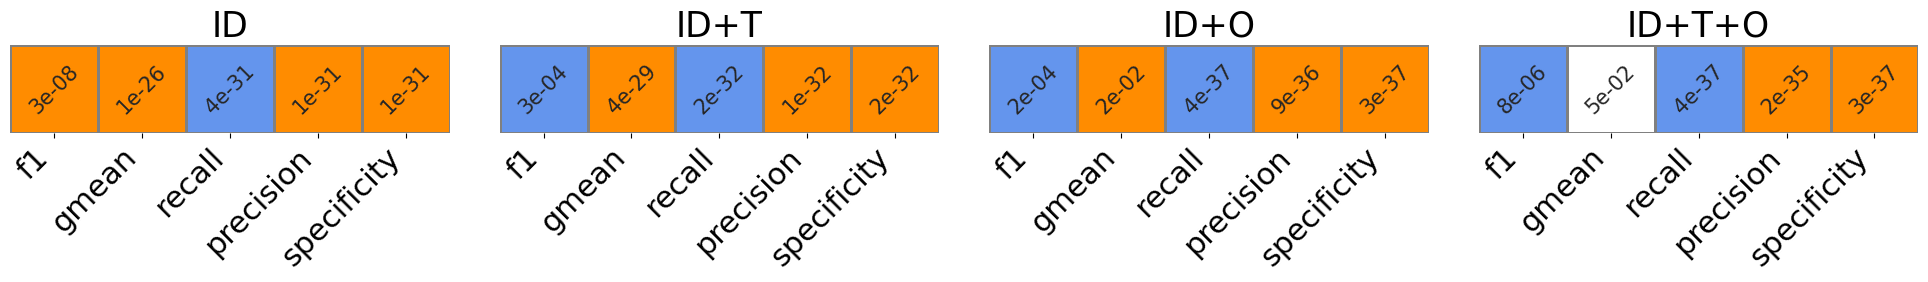 ID
3e-08 1e-26 4e-31 1e-31 1e-31
f1 gmean recall precision specificity
ID+T
3e-04 4e-29 2e-32 1e-32 2e-32
f1 gmean recall precision specificity
ID+O
2e-04 2e-02 4e-37 9e-36 3e-37
f1 gmean recall precision specificity
ID+T+O
8e-06 5e-02 4e-37 2e-35 3e-37
f1 gmean recall precision specificity